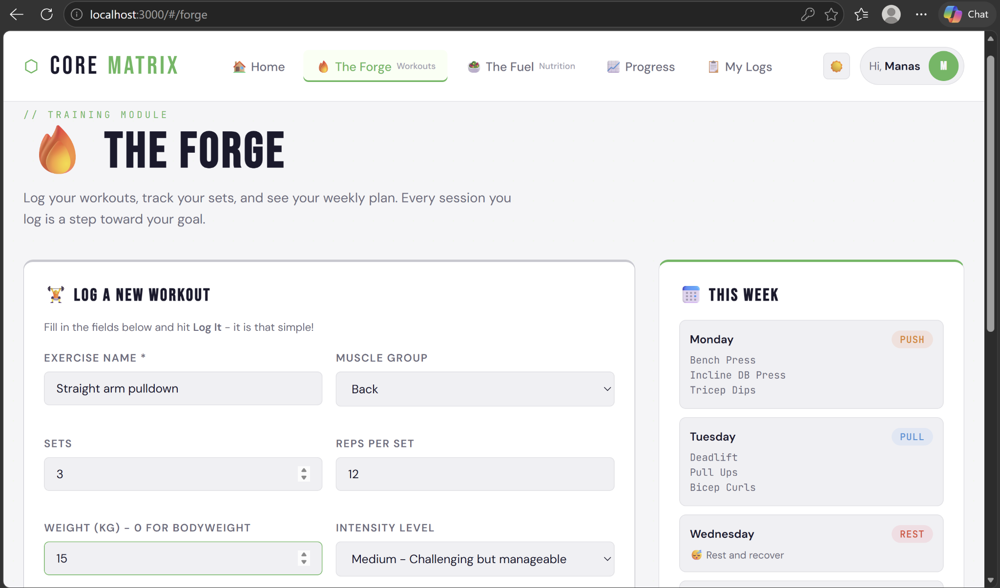 localhost:3000/#/forge
Chat
CORE MATRIX
Home
The Forge Workouts
The Fuel Nutrition
Progress
My Logs
Hi, Manas
M
// TRAINING MODULE
THE FORGE
Log your workouts, track your sets, and see your weekly plan. Every session you
log is a step toward your goal.
LOG A NEW WORKOUT
Fill in the fields below and hit Log It - it is that simple!
EXERCISE NAME *
Straight arm pulldown
MUSCLE GROUP
Back
SETS
3
REPS PER SET
12
WEIGHT (KG) - 0 FOR BODYWEIGHT
15
INTENSITY LEVEL
Medium - Challenging but manageable
THIS WEEK
Monday
PUSH
Bench Press
Incline DB Press
Tricep Dips
Tuesday
PULL
Deadlift
Pull Ups
Bicep Curls
Wednesday
REST
Rest and recover